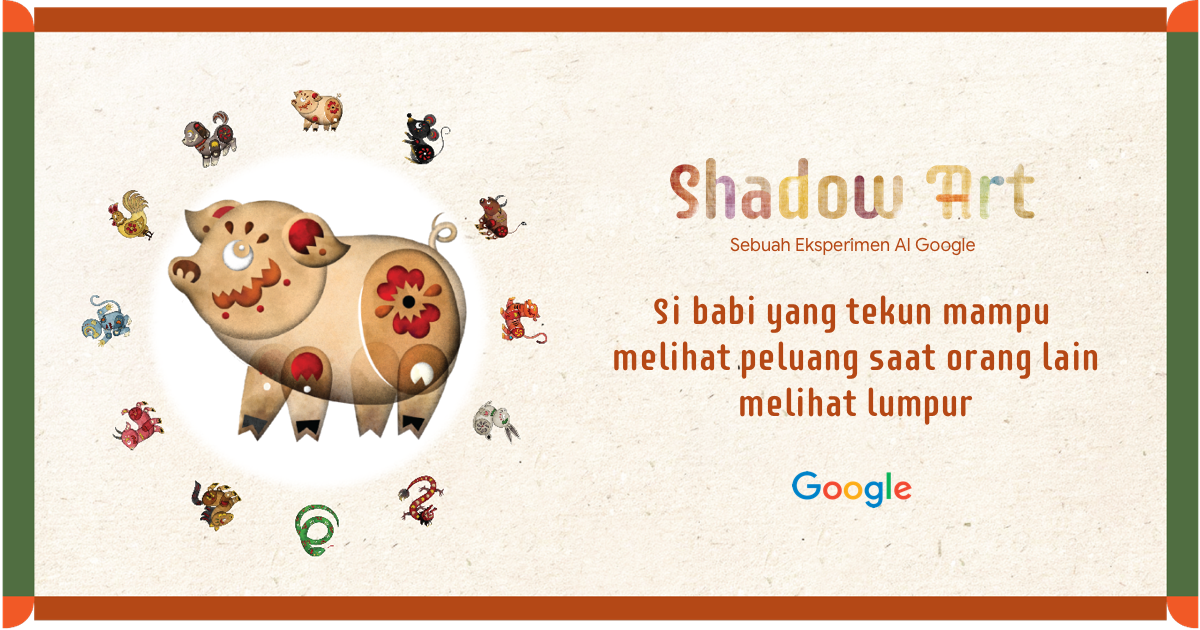 Shadow Art
Sebuah Eksperimen AI Google
Si babi yang tekun mampu
melihat peluang saat orang lain
melihat lumpur
Google